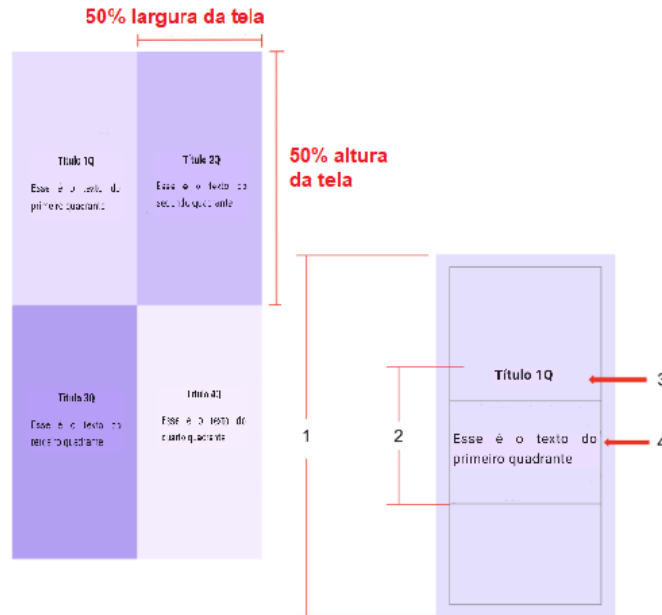 50% largura da tela
50% altura
da tela
Título 1Q
Esse é o texto do
primeiro quadrante
Título 2Q
Esse é o texto do
segundo quadrante
Título 3Q
Esse é o texto do
terceiro quadrante
Título 4Q
Esse é o texto do
quarto quadrante
1
2
Título 1Q
3
Esse é o texto do
primeiro quadrante
4